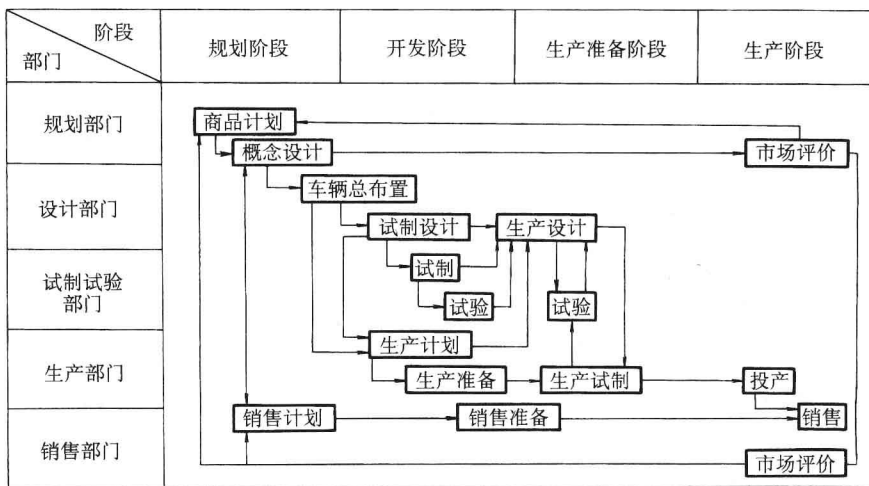 阶段
部门
规划阶段
开发阶段
生产准备阶段
生产阶段
规划部门
商品计划
概念设计
市场评价
设计部门
车辆总布置
试制设计
生产设计
试制试验
部门
试制
试验
试验
生产部门
生产计划
生产准备
生产试制
投产
销售部门
销售计划
销售准备
销售
市场评价